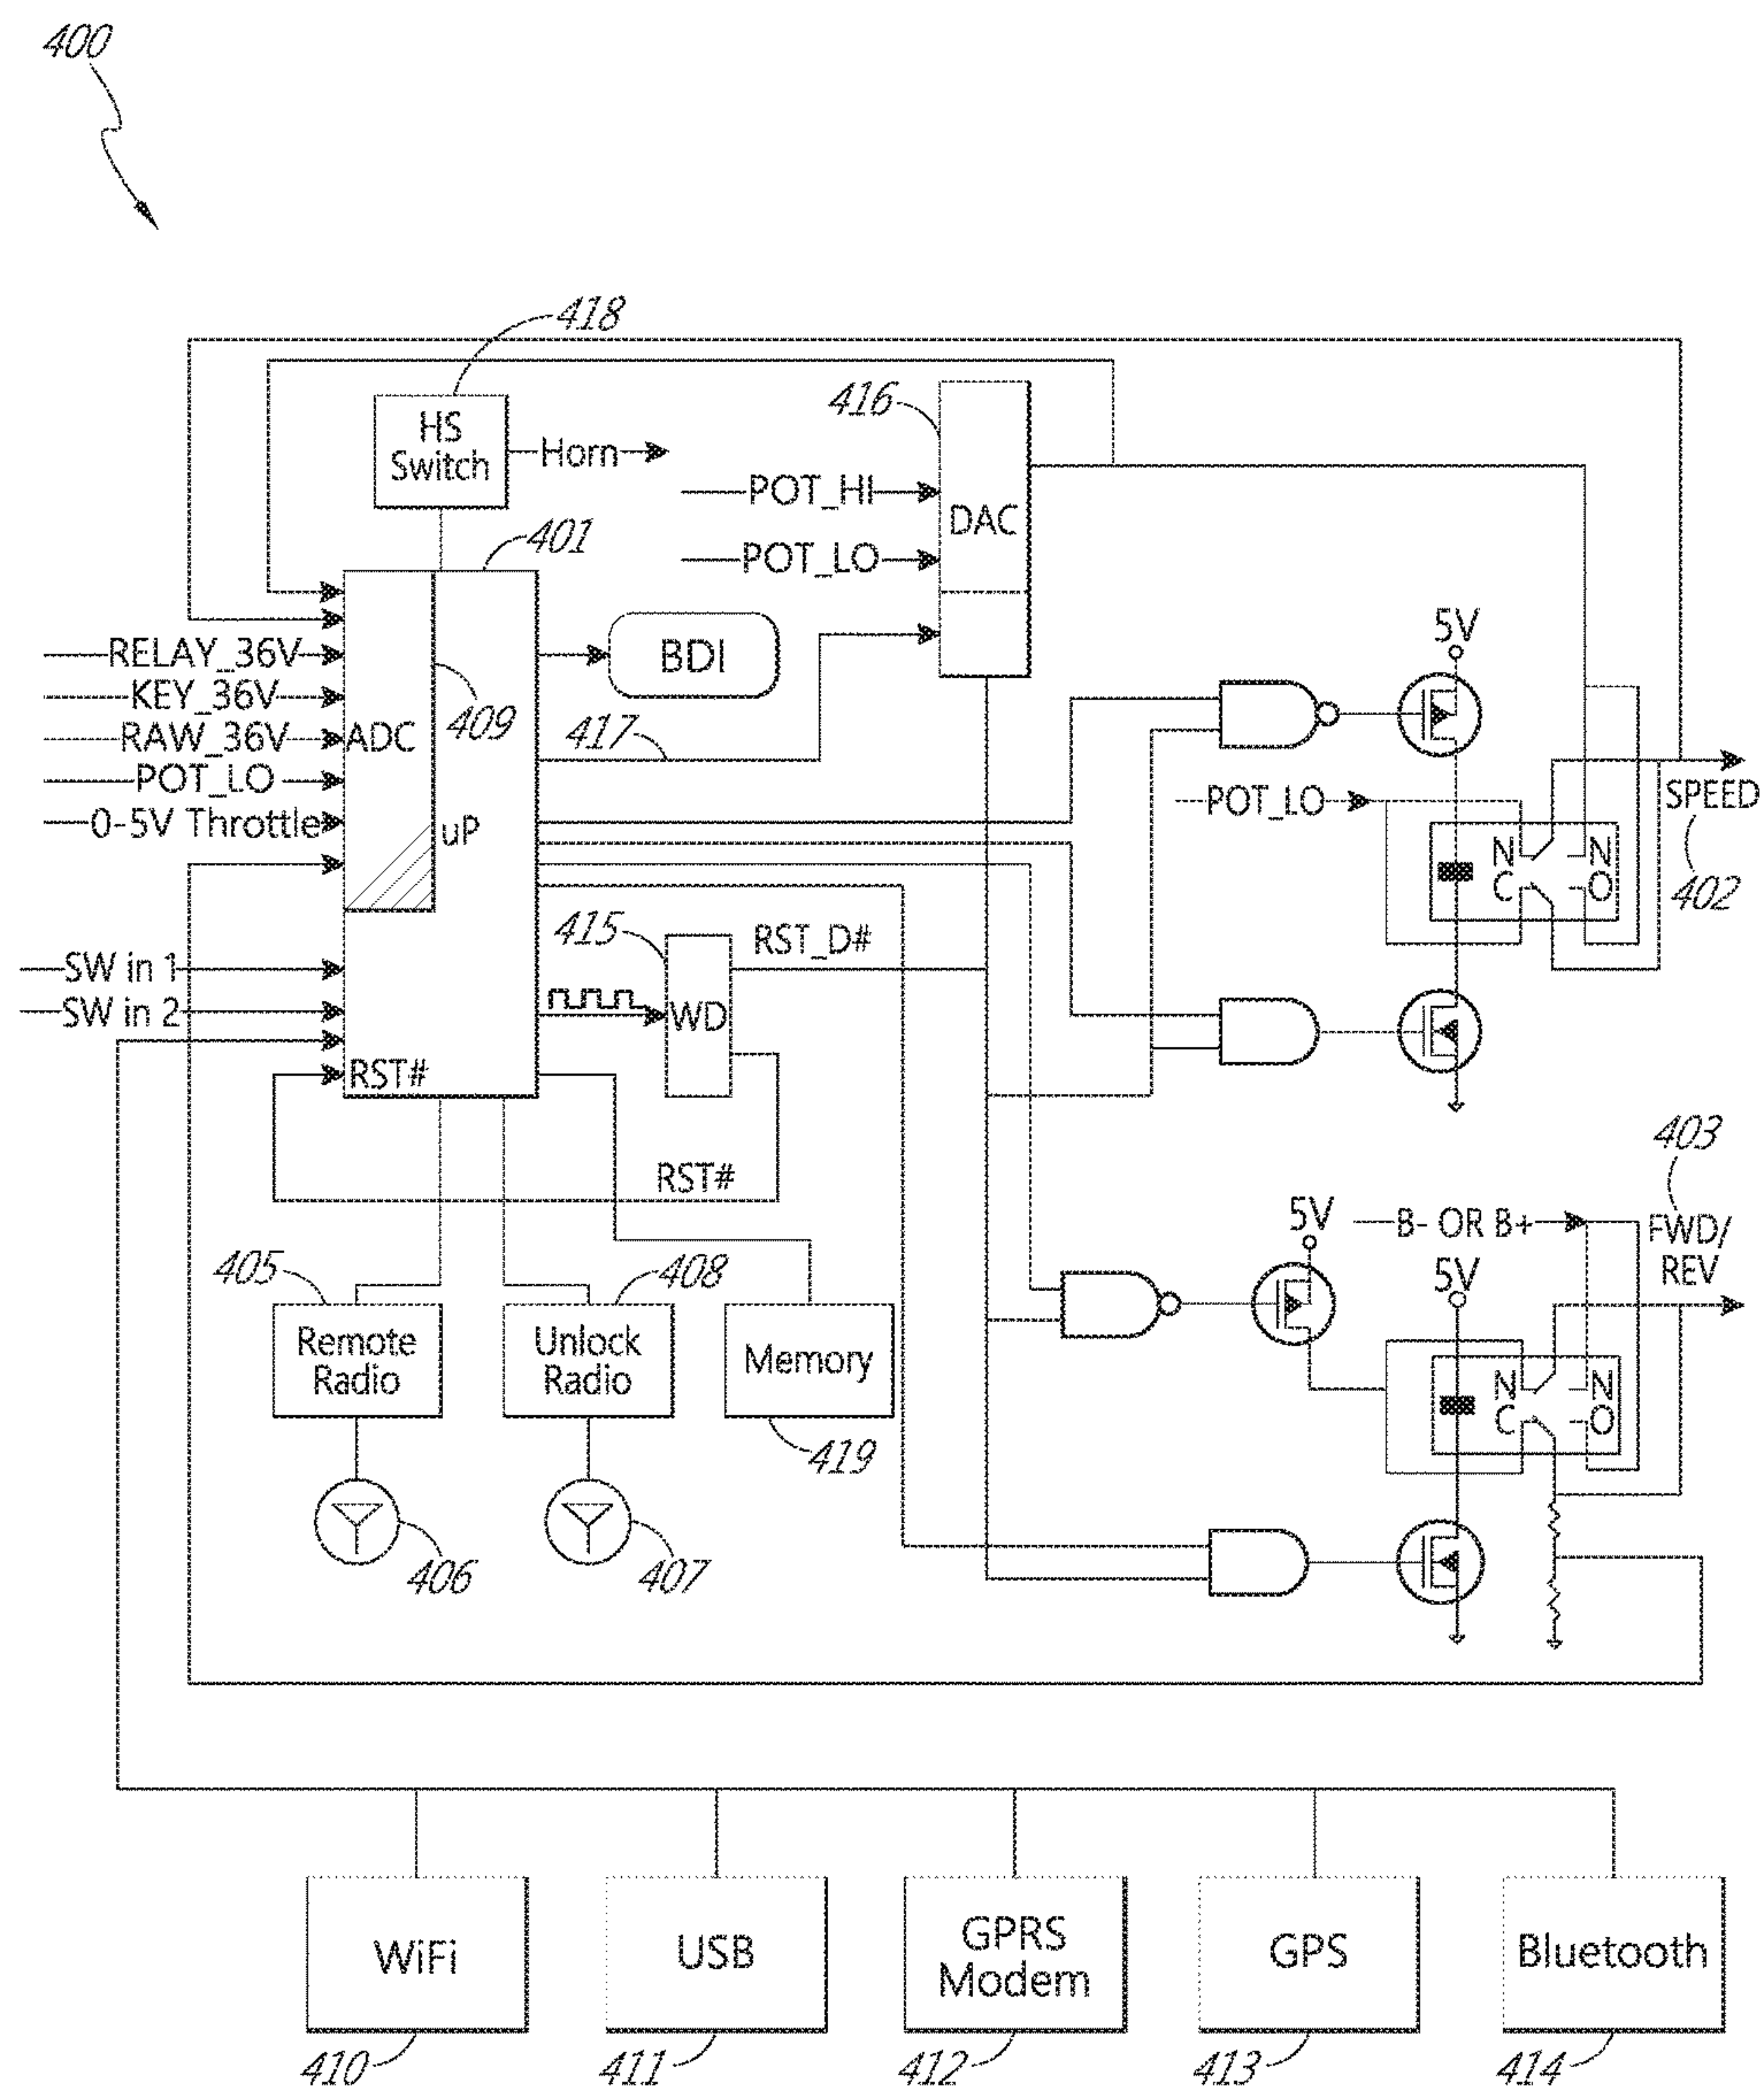 400
418
HS
Switch
Horn
416
POT_HI
POT_LO
DAC
401
RELAY_36V
KEY_36V
RAW_36V
POT_LO
0-5V Throttle
ADC
409
uP
BDI
417
5V
POT_LO
N
C
N
O
SPEED
402
SW in 1
SW in 2
RST#
415
WD
RST_D#
RST#
403
5V
B- OR B+
FWD/
REV
5V
N
C
N
O
405
Remote
Radio
408
Unlock
Radio
Memory
419
406
407
WiFi
USB
GPRS
Modem
GPS
Bluetooth
410
411
412
413
414